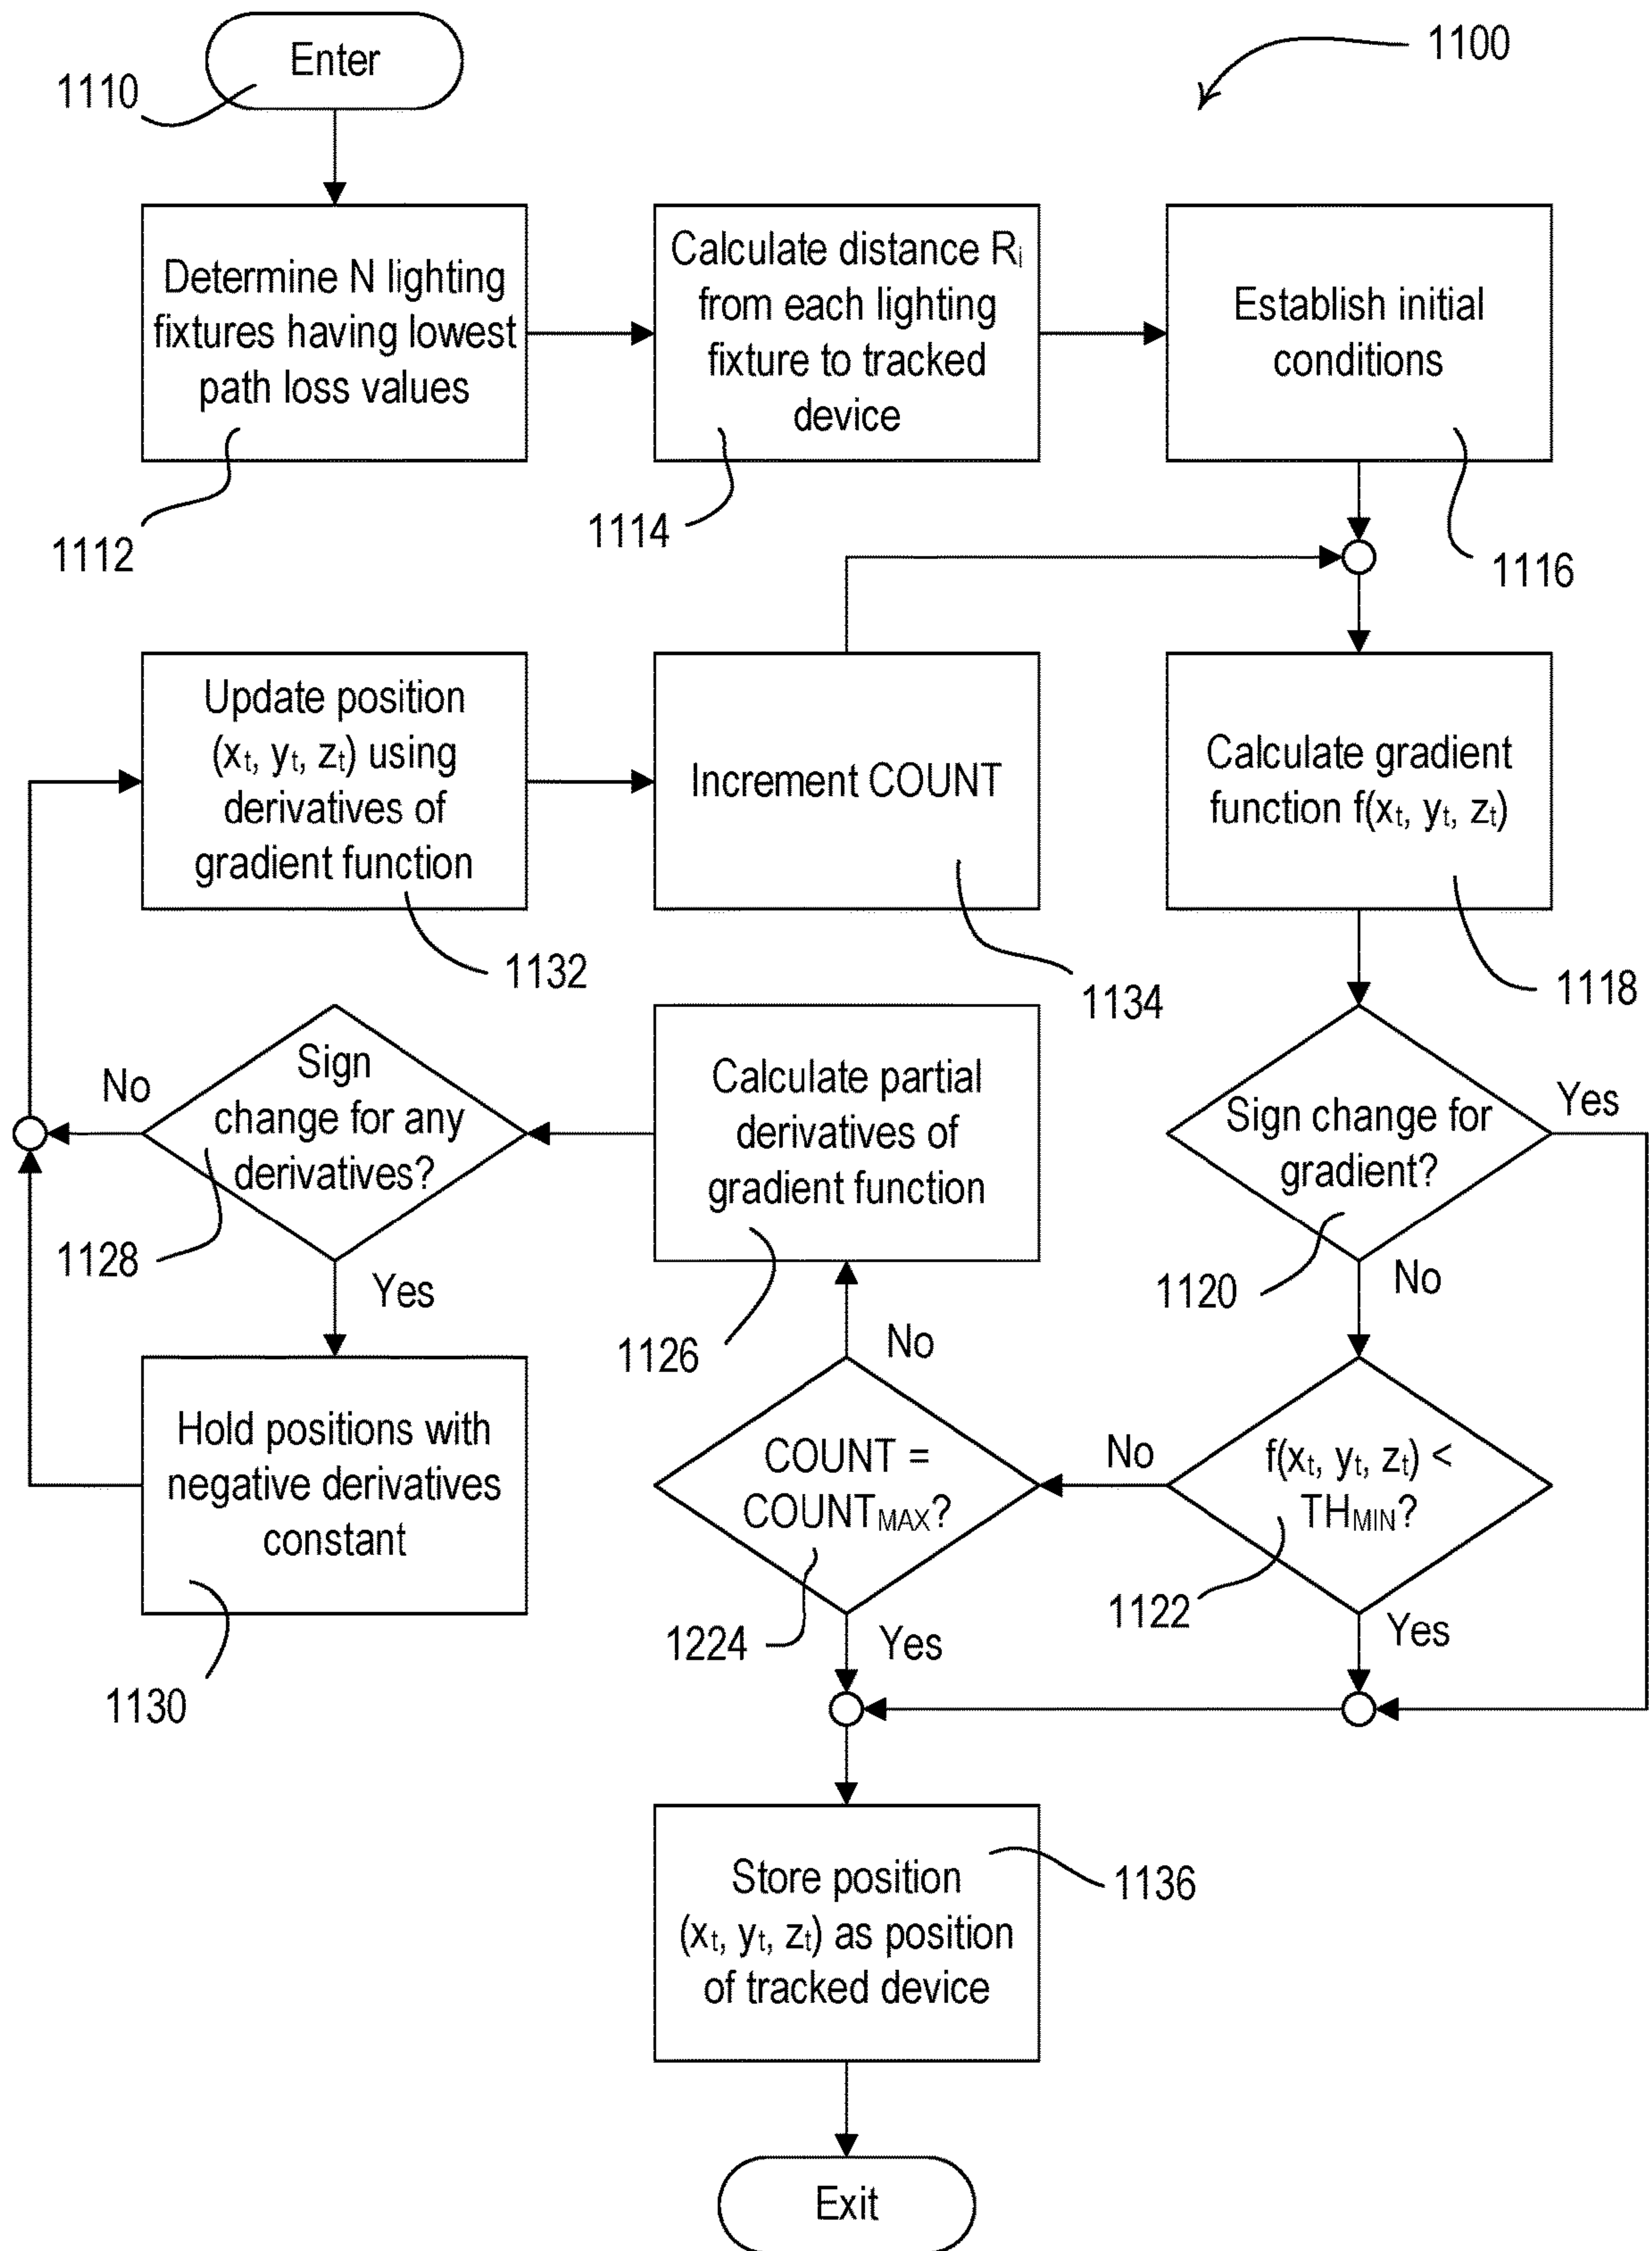 Enter
1110
1100
Determine N lighting
fixtures having lowest
path loss values
1112
Calculate distance Ri
from each lighting
fixture to tracked
device
1114
Establish initial
conditions
1116
Update position
(xt, yt, zt) using
derivatives of
gradient function
1132
Increment COUNT
1134
Calculate gradient
function f(xt, yt, zt)
1118
No
Sign
change for any
derivatives?
1128
Yes
Calculate partial
derivatives of
gradient function
1126
No
Sign change for
gradient?
Yes
1120
No
Hold positions with
negative derivatives
constant
1130
COUNT =
COUNTMAX?
1224
Yes
No
f(xt, yt, zt) <
THMIN?
1122
Yes
Store position
(xt, yt, zt) as position
of tracked device
1136
Exit